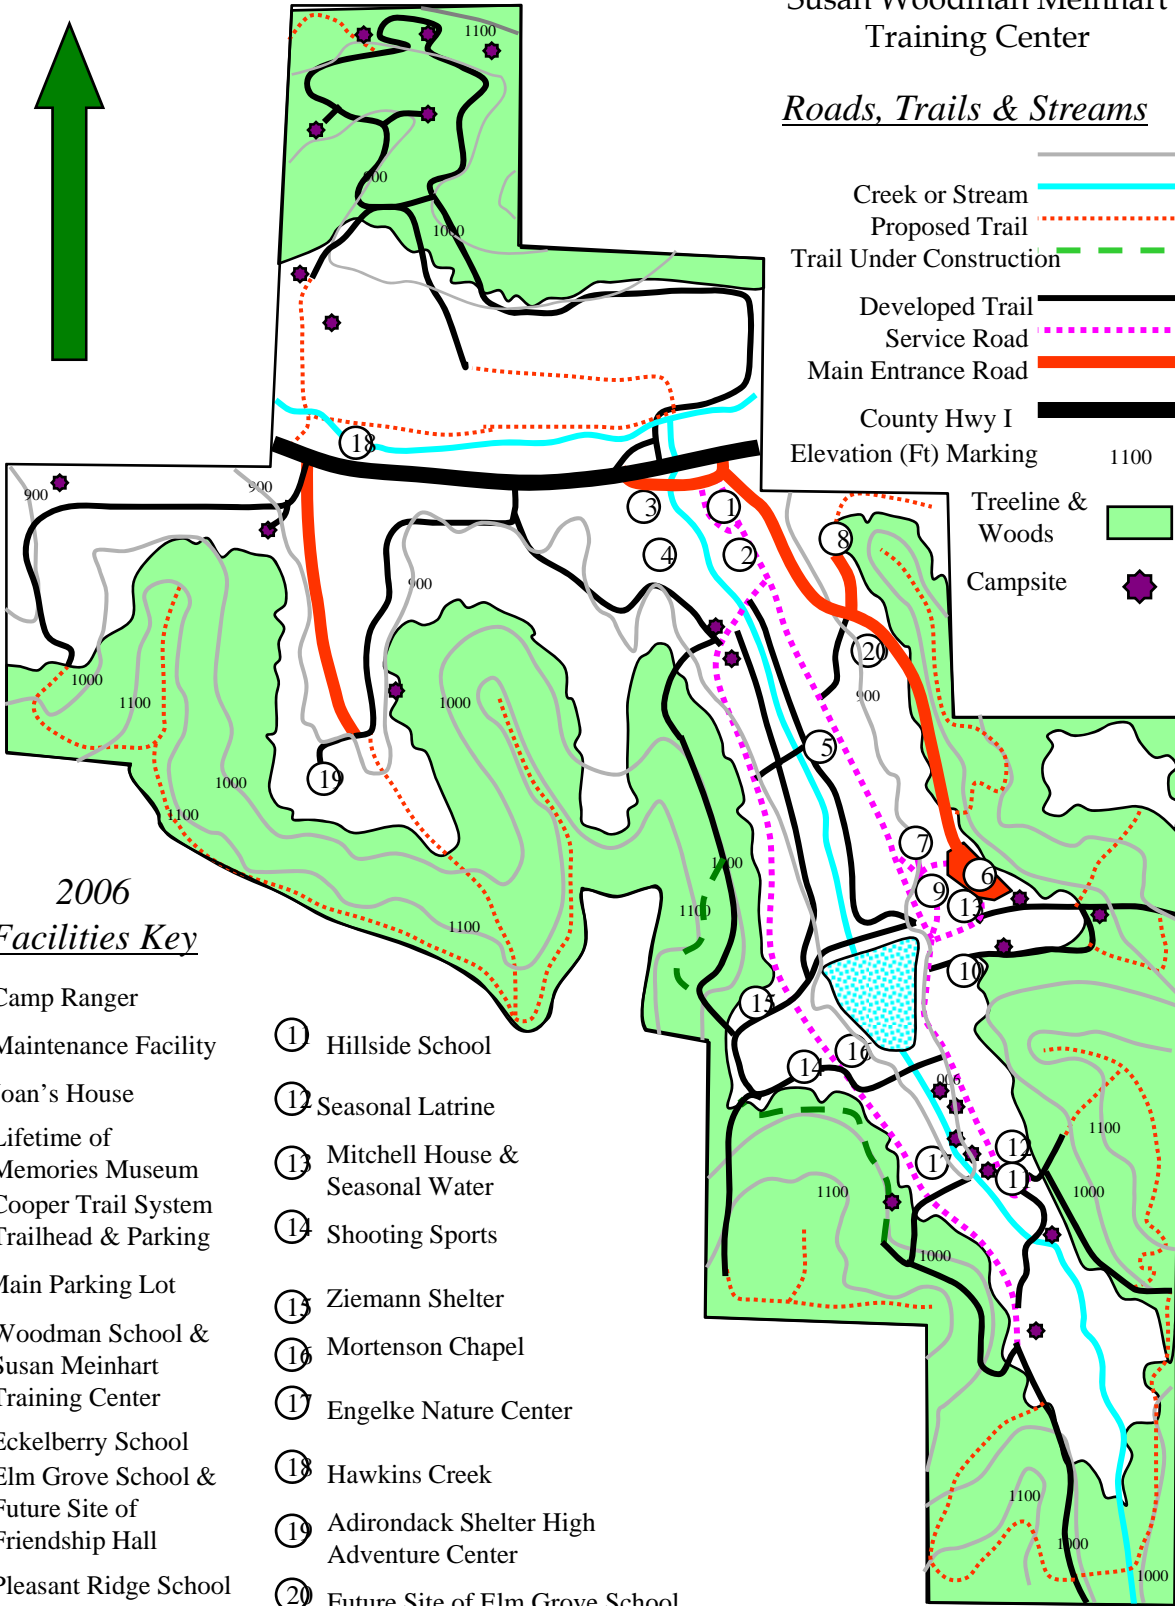 Susan Woodman Meinhart
Training Center
Roads, Trails & Streams
Creek or Stream
Proposed Trail
Trail Under Construction
Developed Trail
Service Road
Main Entrance Road
County Hwy I
Elevation (Ft) Marking 1100
Treeline &
Woods
Campsite
1100
900
1000
18
900
900
3
1
4
2
8
900
20
900
1000
1100
1000
5
19
1000
1100
7
1000
6
9
13
1100
1100
10
15
16
14
900
1100
12
17
11
1100
1000
1000
1100
1000
1000
2006
Facilities Key
Camp Ranger
Maintenance Facility
Joan's House
Lifetime of
Memories Museum
Cooper Trail System
Trailhead & Parking
Main Parking Lot
Woodman School &
Susan Meinhart
Training Center
Eckelberry School
Elm Grove School &
Future Site of
Friendship Hall
Pleasant Ridge School
11 Hillside School
12 Seasonal Latrine
13 Mitchell House &
Seasonal Water
14 Shooting Sports
15 Ziemann Shelter
16 Mortenson Chapel
17 Engelke Nature Center
18 Hawkins Creek
19 Adirondack Shelter High
Adventure Center
20 Future Site of Elm Grove School